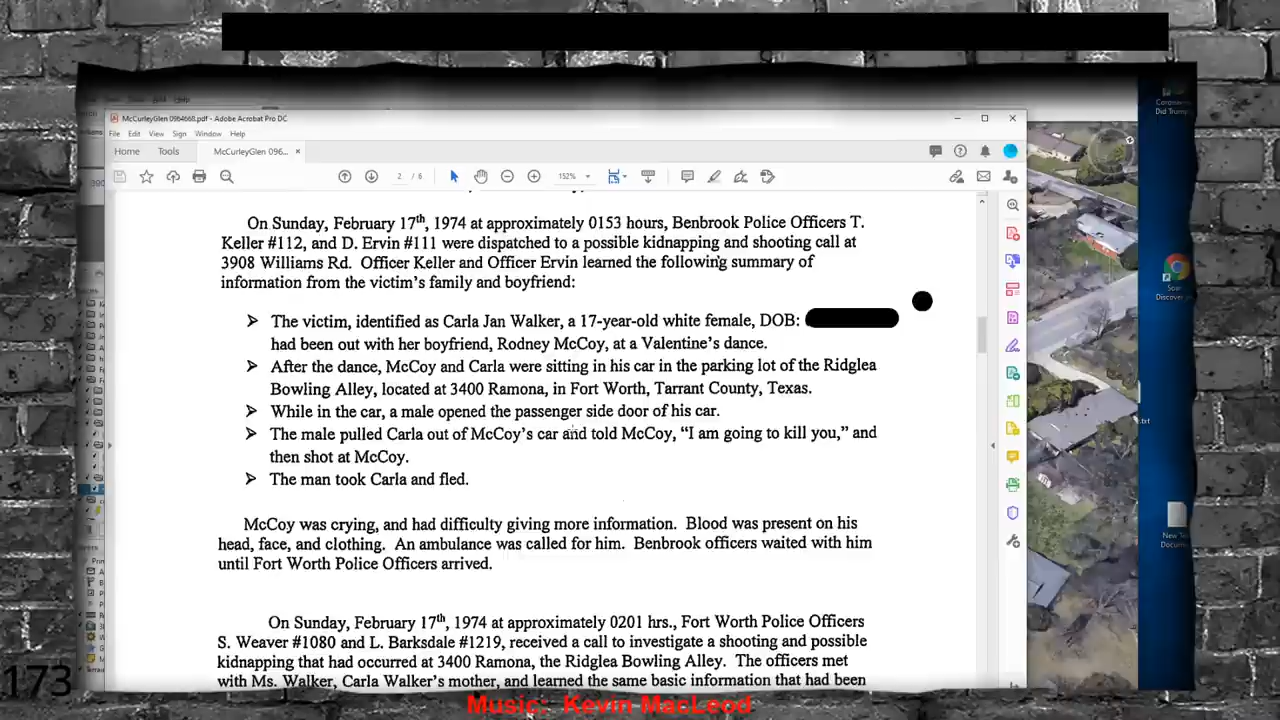 McCurleyGlen 0964668.pdf - Adobe Acrobat Pro DC
File Edit View Sign Window Help
Home Tools McCurleyGlen 096... ×
2 / 6 152%
On Sunday, February 17th, 1974 at approximately 0153 hours, Benbrook Police Officers T.
Keller #112, and D. Ervin #111 were dispatched to a possible kidnapping and shooting call at
3908 Williams Rd. Officer Keller and Officer Ervin learned the following summary of
information from the victim's family and boyfriend:
➢ The victim, identified as Carla Jan Walker, a 17-year-old white female, DOB:
had been out with her boyfriend, Rodney McCoy, at a Valentine's dance.
➢ After the dance, McCoy and Carla were sitting in his car in the parking lot of the Ridglea
Bowling Alley, located at 3400 Ramona, in Fort Worth, Tarrant County, Texas.
➢ While in the car, a male opened the passenger side door of his car.
➢ The male pulled Carla out of McCoy's car and told McCoy, "I am going to kill you," and
then shot at McCoy.
➢ The man took Carla and fled.
McCoy was crying, and had difficulty giving more information. Blood was present on his
head, face, and clothing. An ambulance was called for him. Benbrook officers waited with him
until Fort Worth Police Officers arrived.
On Sunday, February 17th, 1974 at approximately 0201 hrs., Fort Worth Police Officers
S. Weaver #1080 and L. Barksdale #1219, received a call to investigate a shooting and possible
kidnapping that had occurred at 3400 Ramona, the Ridglea Bowling Alley. The officers met
with Ms. Walker, Carla Walker's mother, and learned the same basic information that had been
Did Trump
.txt
Discover
New Te
Docum
173
Music: Kevin MacLeod